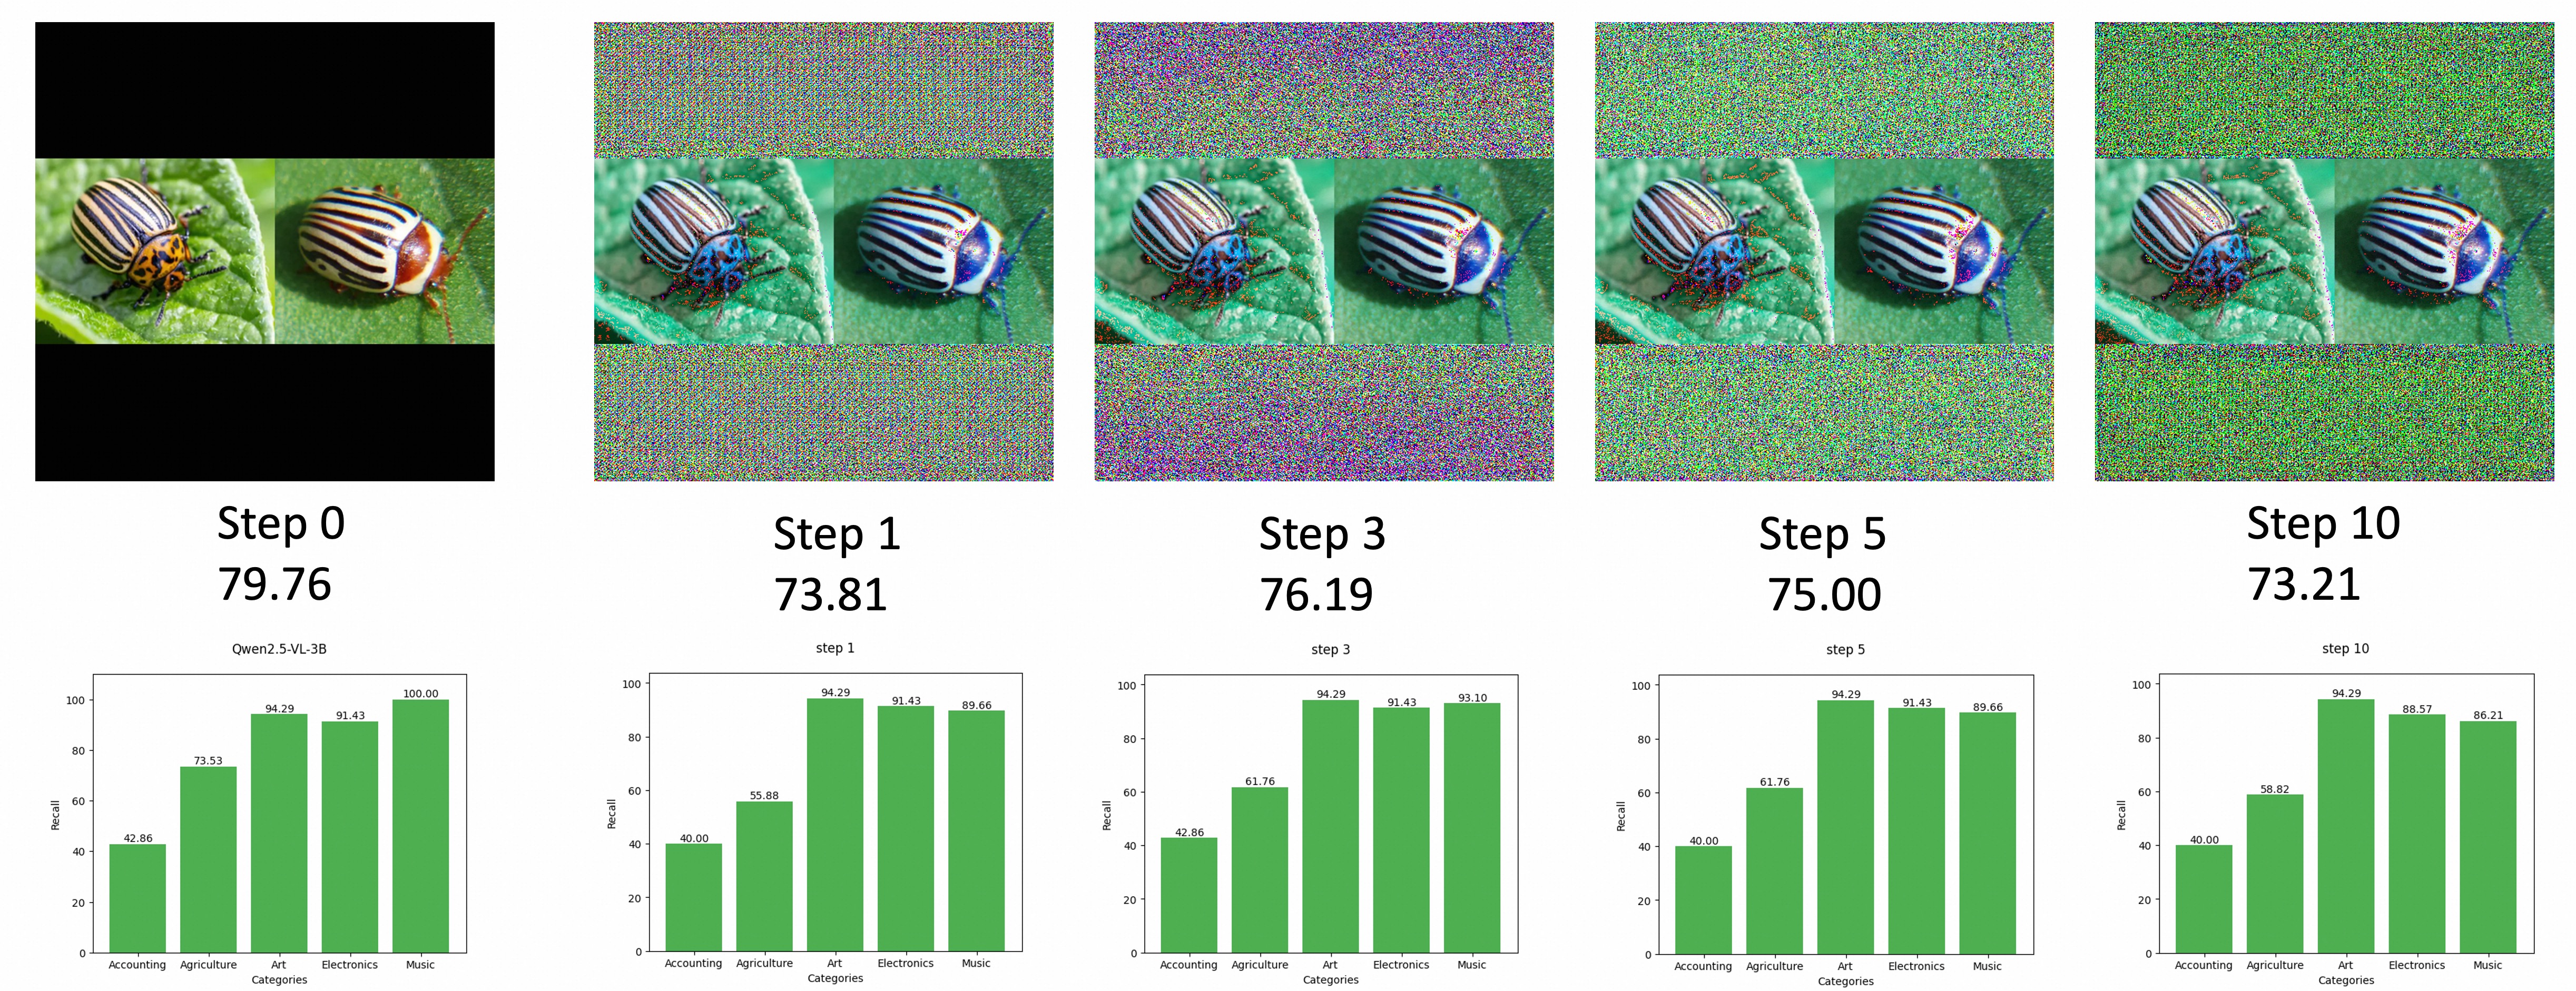 Step 0
79.76
Step 1
73.81
Step 3
76.19
Step 5
75.00
Step 10
73.21
Qwen2.5-VL-3B
Recall
100
80
60
40
20
0
42.86
73.53
94.29
91.43
100.00
Accounting
Agriculture
Art
Electronics
Music
Categories
step 1
Recall
100
80
60
40
20
0
40.00
55.88
94.29
91.43
89.66
Accounting
Agriculture
Art
Electronics
Music
Categories
step 3
Recall
100
80
60
40
20
0
42.86
61.76
94.29
91.43
93.10
Accounting
Agriculture
Art
Electronics
Music
Categories
step 5
Recall
100
80
60
40
20
0
40.00
61.76
94.29
91.43
89.66
Accounting
Agriculture
Art
Electronics
Music
Categories
step 10
Recall
100
80
60
40
20
0
40.00
58.82
94.29
88.57
86.21
Accounting
Agriculture
Art
Electronics
Music
Categories